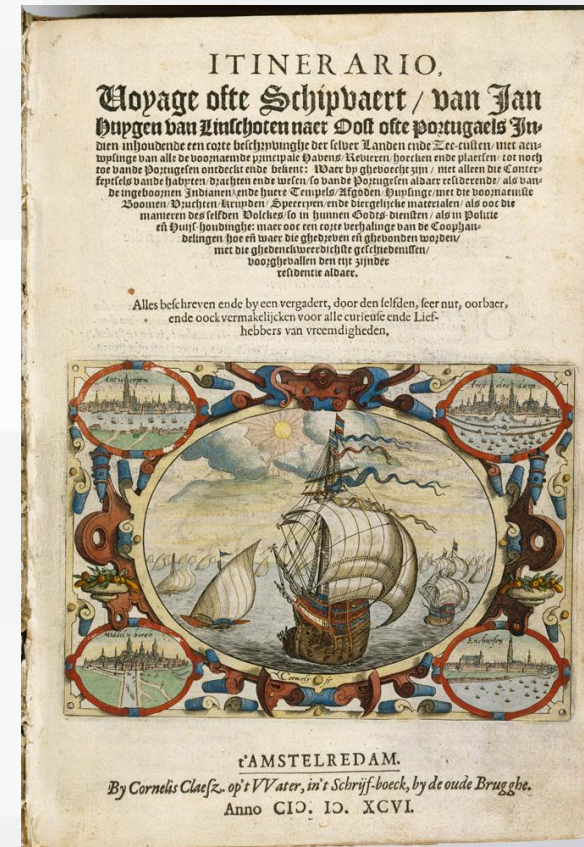 ITINERARIO,
Voyage ofte Schipvaert / van Jan
Huygen van Linschoten naer Oost ofte Portugaels In-
dien inhoudende een corte beschryvinghe der selver Landen ende Zee-custen / met aen-
wysinge van alle de voornaemde principale Havens / Revieren / hoecken ende plaetsen / tot noch
toe vande Portugesen ontdeckt ende bekent: Waer by ghevoecht zijn / niet alleen die Conter-
feytsels vande habyten / drachten ende wesen / so vande Portugesen aldaer residerende / als van-
de ingeboornen Indianen / ende huere Tempels / Afgoden / Huysinge / met die voornaemste
Boomen / Vruchten / Kruyden / Speceryen / ende diergelijcke materialen / als ooc die
manieren des selfden Volckes / so in hunnen Godts-diensten / als in Politie
eñ Huijs-houdinghe: maer ooc een corte verhalinge van de Coophan-
delingen / hoe eñ waer die ghedreven eñ ghevonden worden /
met die ghedenckweerdichste geschiedenissen /
voorghevallen den tijt zijnder
residentie aldaer.
Alles beschreven ende by een vergadert, door den selfden, seer nut, oorbaer,
ende oock vermakelijcken voor alle curieuse ende Lief-
hebbers van vreemdigheden.
Antwerpen
Amstelredam
Middelborch
Enchuysen
t'AMSTELREDAM.
By Cornelis Claesz. op't VVater, in't Schrijf-boeck, by de oude Brugghe.
Anno CIↃ. IↃ. XCVI.